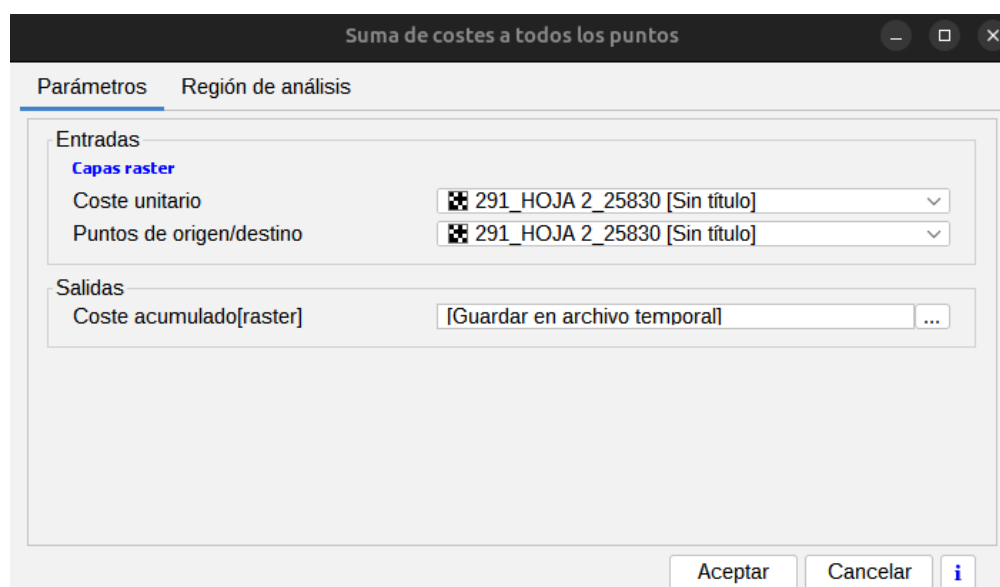 Suma de costes a todos los puntos
Parámetros Región de análisis
Entradas
Capas raster
Coste unitario 291_HOJA 2_25830 [Sin título]
Puntos de origen/destino 291_HOJA 2_25830 [Sin título]
Salidas
Coste acumulado[raster] [Guardar en archivo temporal] ...
Aceptar Cancelar i